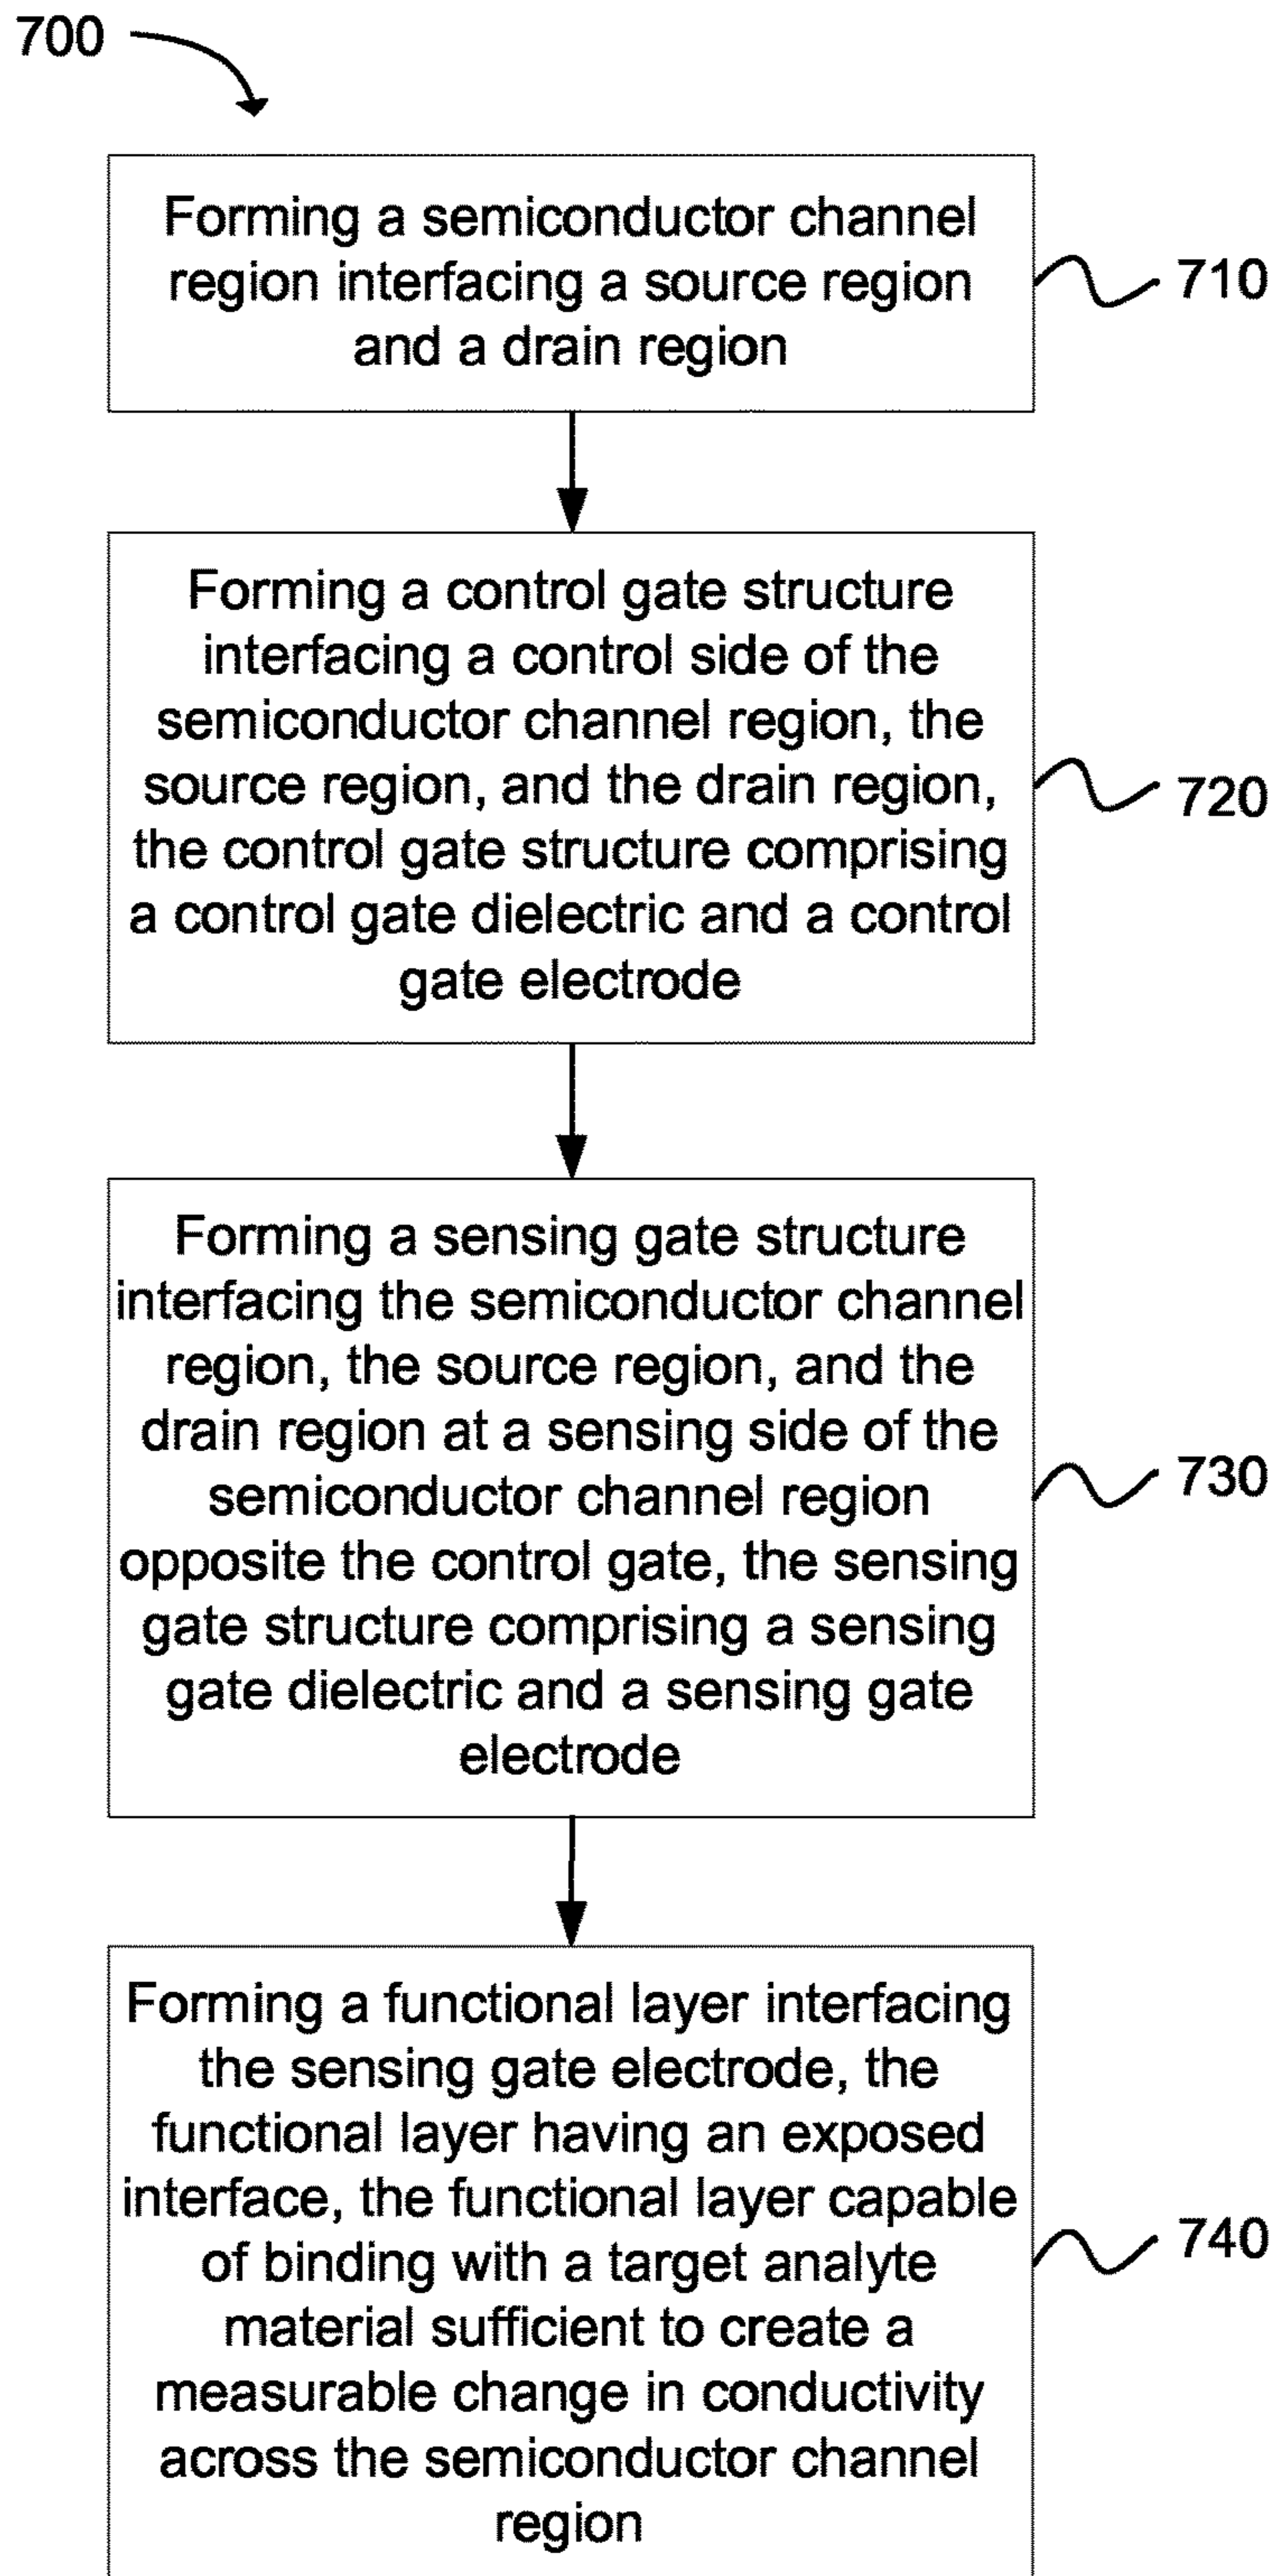 700
Forming a semiconductor channel
region interfacing a source region
and a drain region
710
Forming a control gate structure
interfacing a control side of the
semiconductor channel region, the
source region, and the drain region,
the control gate structure comprising
a control gate dielectric and a control
gate electrode
720
Forming a sensing gate structure
interfacing the semiconductor channel
region, the source region, and the
drain region at a sensing side of the
semiconductor channel region
opposite the control gate, the sensing
gate structure comprising a sensing
gate dielectric and a sensing gate
electrode
730
Forming a functional layer interfacing
the sensing gate electrode, the
functional layer having an exposed
interface, the functional layer capable
of binding with a target analyte
material sufficient to create a
measurable change in conductivity
across the semiconductor channel
region
740